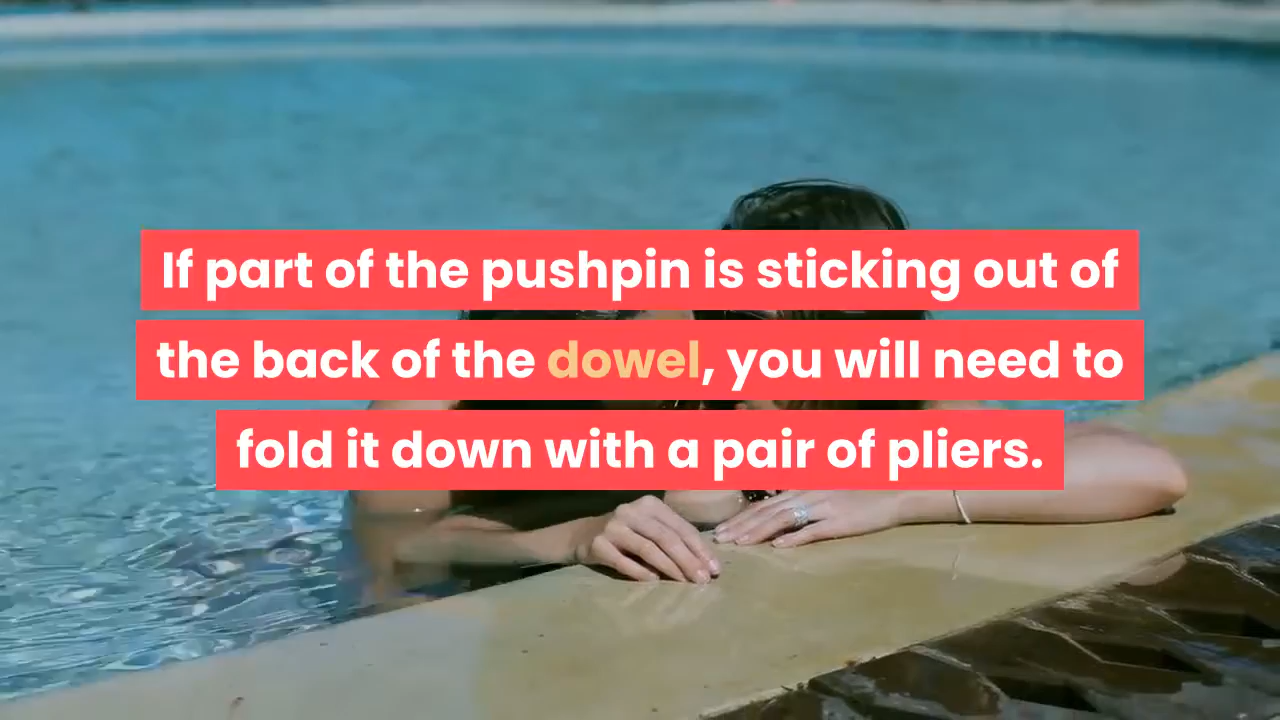 If part of the pushpin is sticking out of
the back of the dowel, you will need to
fold it down with a pair of pliers.